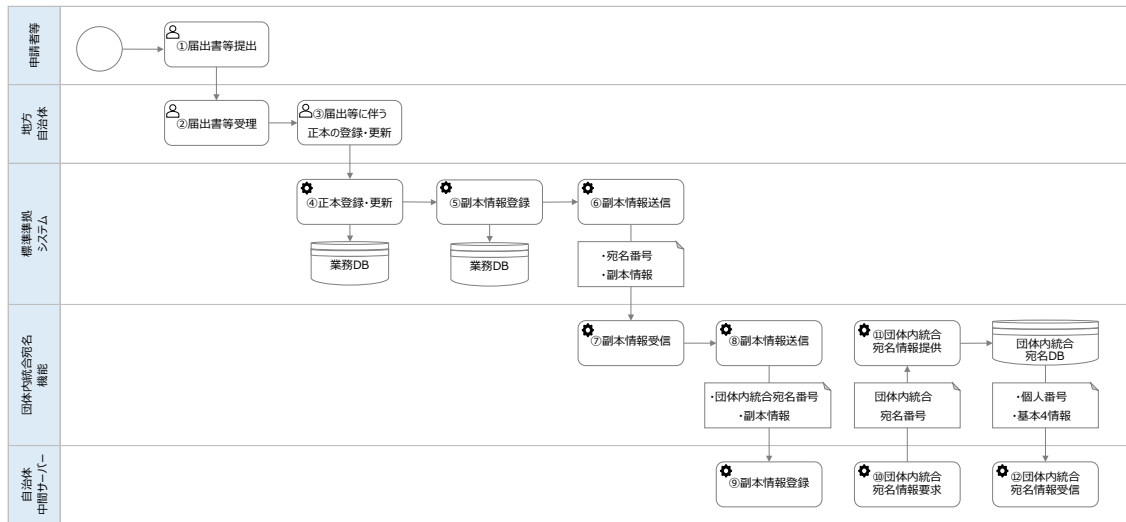 申請者等
①届出書等提出
地方
自治体
②届出書等受理
③届出等に伴う
正本の登録・更新
標準準拠
システム
④正本登録・更新
⑤副本情報登録
⑥副本情報送信
業務DB
業務DB
・宛名番号
・副本情報
団体内統合宛名
機能
⑦副本情報受信
⑧副本情報送信
⑪団体内統合
宛名情報提供
団体内統合
宛名DB
・団体内統合宛名番号
・副本情報
団体内統合
宛名番号
・個人番号
・基本4情報
自治体
中間サーバー
⑨副本情報登録
⑩団体内統合
宛名情報要求
⑫団体内統合
宛名情報受信